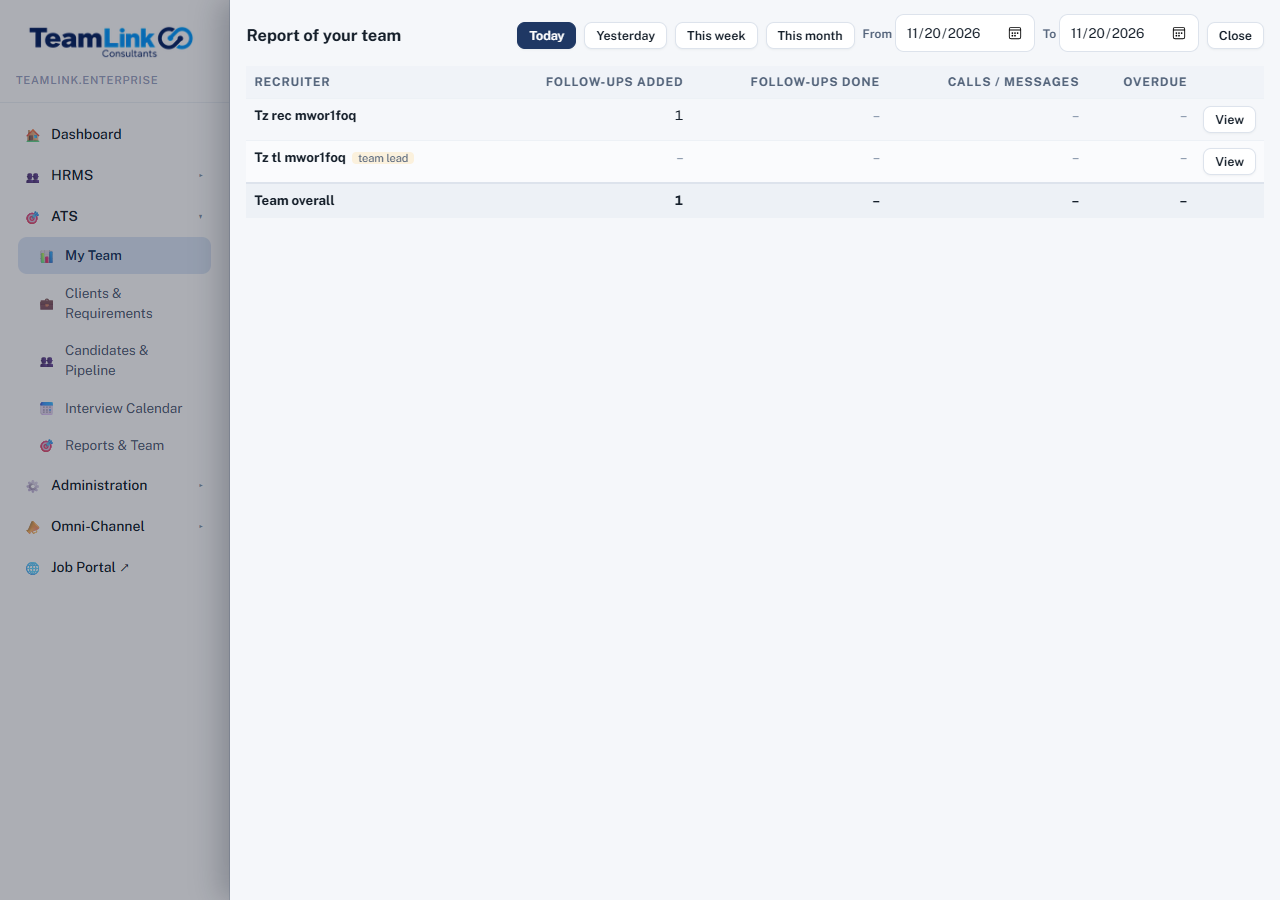 TeamLink
Consultants
TEAMLINK.ENTERPRISE
Dashboard
HRMS
ATS
My Team
Clients &
Requirements
Candidates &
Pipeline
Interview Calendar
Reports & Team
Administration
Omni-Channel
Job Portal ↗
Report of your team
Today Yesterday This week This month From 11/20/2026 To 11/20/2026 Close
RECRUITER FOLLOW-UPS ADDED FOLLOW-UPS DONE CALLS / MESSAGES OVERDUE
Tz rec mwor1foq 1 – – – View
Tz tl mwor1foq team lead – – – – View
Team overall 1 – – –